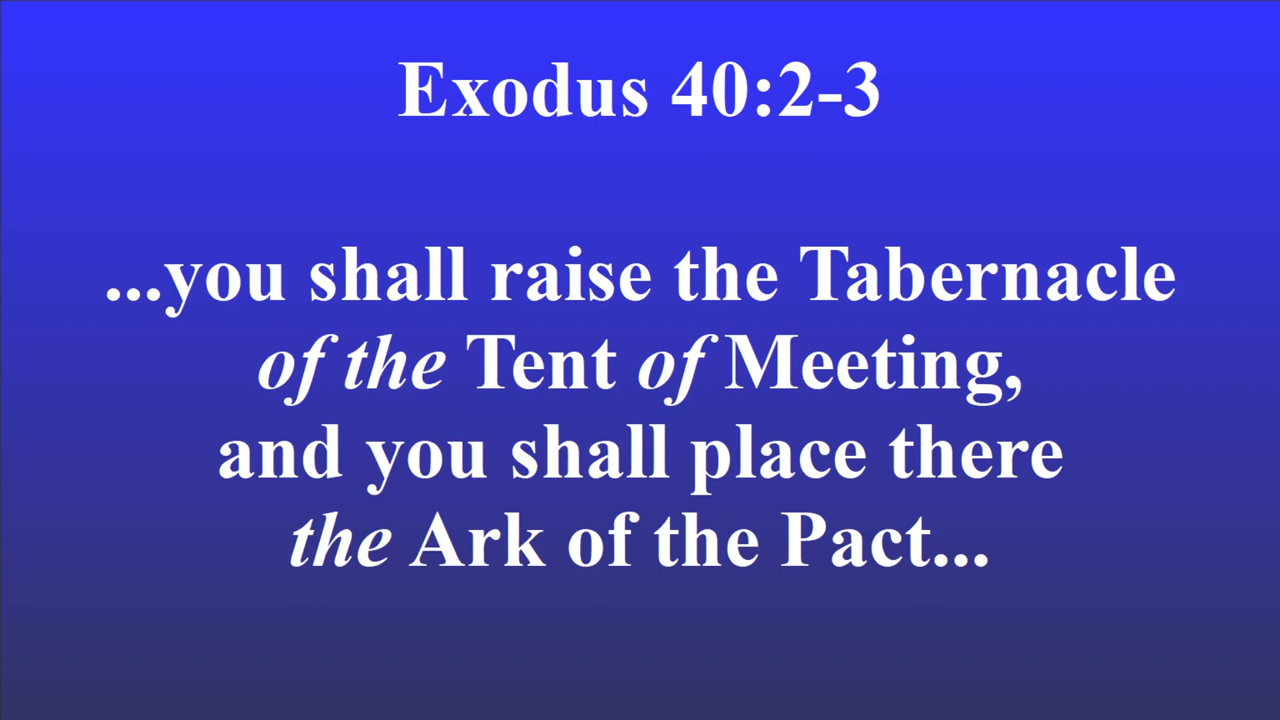 Exodus 40:2-3
...you shall raise the Tabernacle
of the Tent of Meeting,
and you shall place there
the Ark of the Pact...